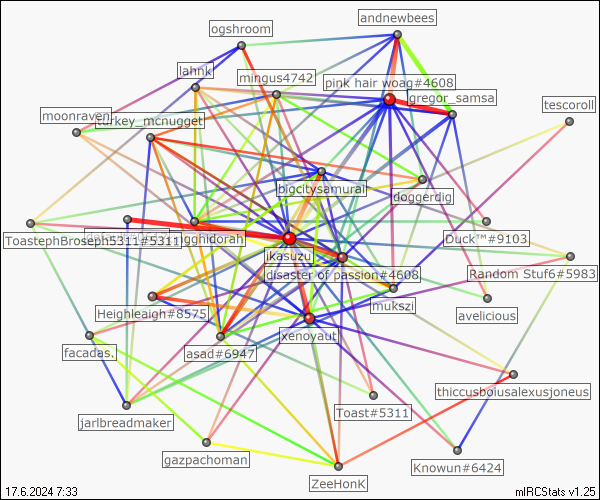 andnewbees
ogshroom
lahnk
mingus4742
pink hair woag#4608
gregor_samsa
tescoroll
moonraven
turkey_mcnugget
bigcitysamurai
doggerdig
ToastephBroseph5311#5311
gghidorah
Duck™#9103
jkasuzu
disaster of passion#4608
Random Stuf6#5983
Heighleagh#8575
mukszi
avelicious
xenoyaut
facadas.
asad#6947
thiccusboiusalexusjoneus
jarlbreadmaker
Toast#5311
gazpachoman
Knowun#6424
ZeeHonK
17.6.2024 7:33
mIRCStats v1.25